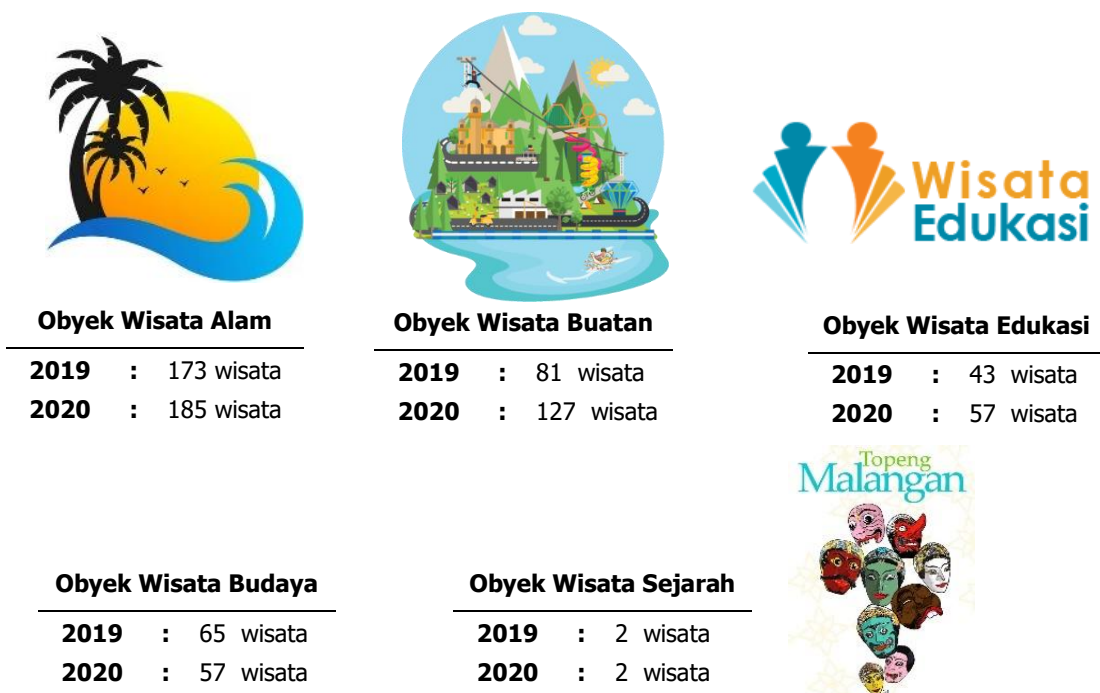 Wisata
Edukasi
Obyek Wisata Alam
2019 : 173 wisata
2020 : 185 wisata
Obyek Wisata Buatan
2019 : 81 wisata
2020 : 127 wisata
Obyek Wisata Edukasi
2019 : 43 wisata
2020 : 57 wisata
Topeng
Malangan
Obyek Wisata Budaya
2019 : 65 wisata
2020 : 57 wisata
Obyek Wisata Sejarah
2019 : 2 wisata
2020 : 2 wisata